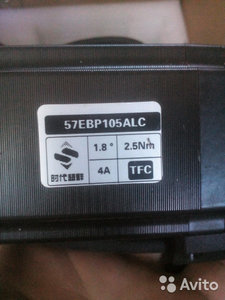 57EBP105ALC
1.8° 2.5Nm
4A TFC
时代超群
Avito